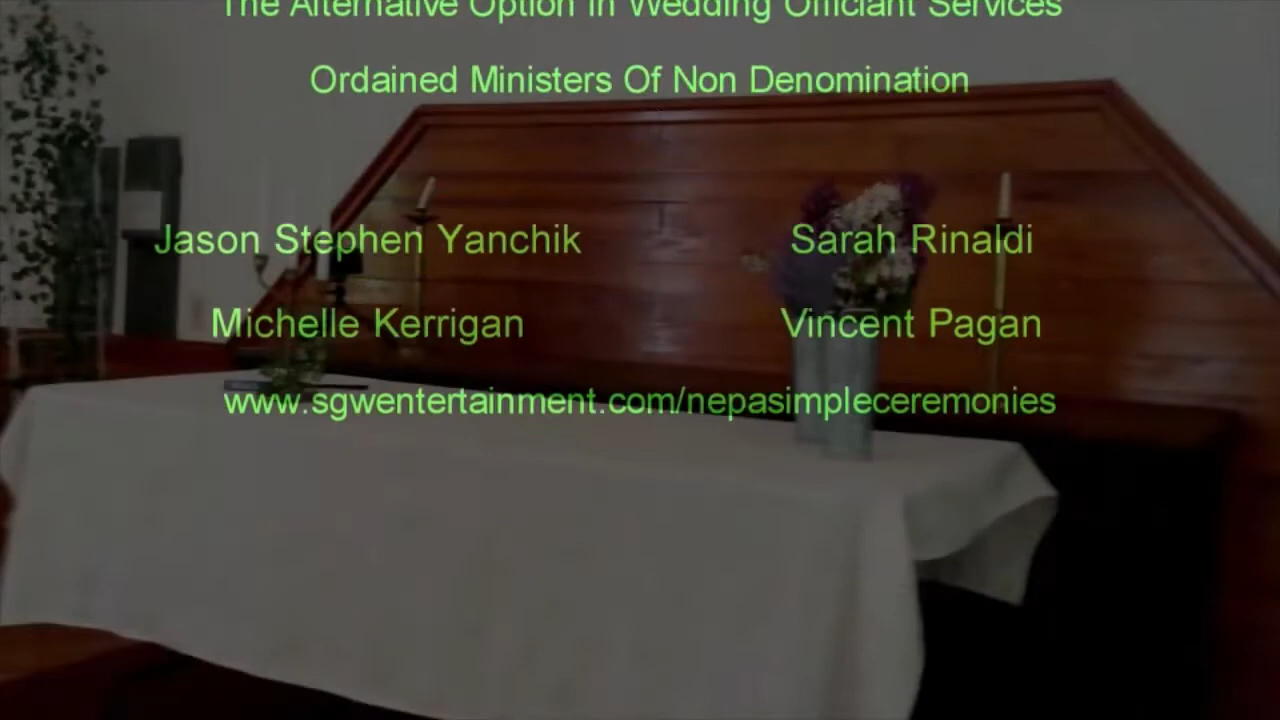 The Alternative Option In Wedding Officiant Services
Ordained Ministers Of Non Denomination
Jason Stephen Yanchik Sarah Rinaldi
Michelle Kerrigan Vincent Pagan
www.sgwentertainment.com/nepasimpleceremonies